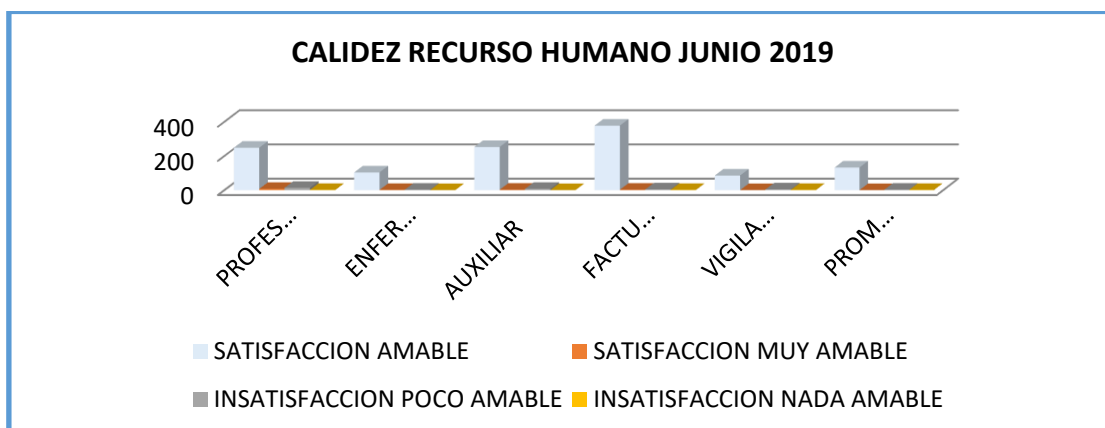 CALIDEZ RECURSO HUMANO JUNIO 2019
400
200
0
PROFES...
ENFER...
AUXILIAR
FACTU...
VIGILA...
PROM...
SATISFACCION AMABLE
SATISFACCION MUY AMABLE
INSATISFACCION POCO AMABLE
INSATISFACCION NADA AMABLE